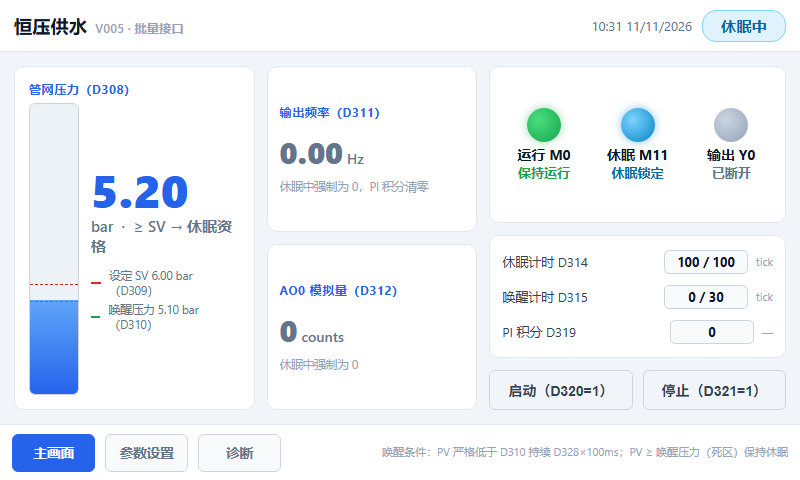 恒压供水 V005 · 批量接口
10:31 11/11/2026
休眠中
管网压力（D308）
5.20
bar · ≥ SV → 休眠资
格
设定 SV 6.00 bar
（D309）
唤醒压力 5.10 bar
（D310）
输出频率（D311）
0.00 Hz
休眠中强制为 0，PI 积分清零
AO0 模拟量（D312）
0 counts
休眠中强制为 0
运行 M0
保持运行
休眠 M11
休眠锁定
输出 Y0
已断开
休眠计时 D314 100 / 100 tick
唤醒计时 D315 0 / 30 tick
PI 积分 D319 0 —
启动（D320=1）
停止（D321=1）
主画面
参数设置
诊断
唤醒条件：PV 严格低于 D310 持续 D328×100ms；PV ≥ 唤醒压力（死区）保持休眠